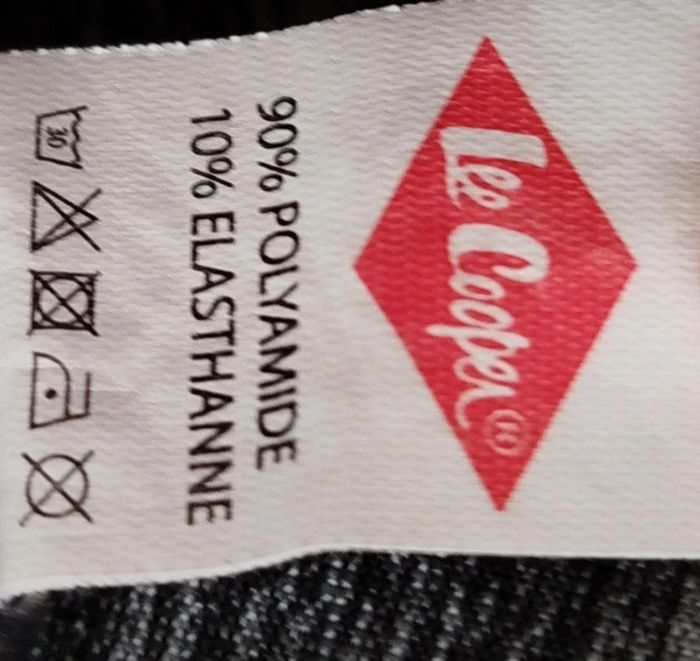 Lee Cooper
90% POLYAMIDE
10% ELASTHANNE
30